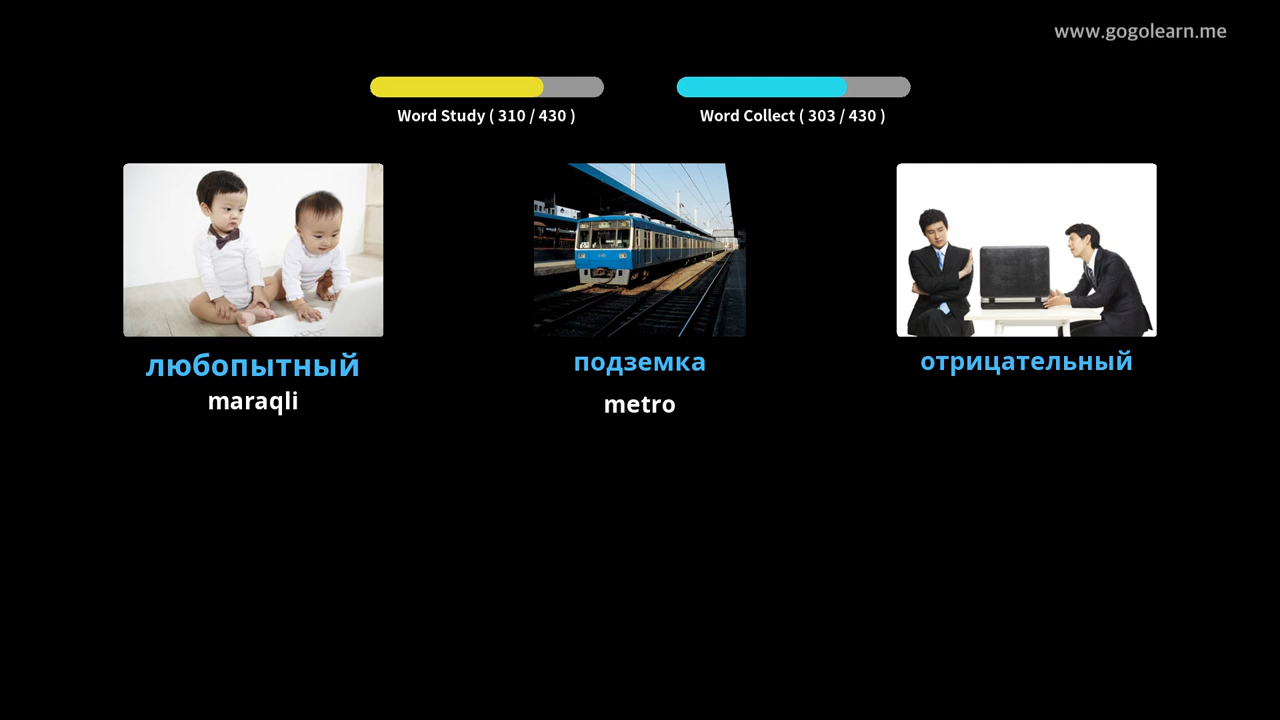 www.gogolearn.me
Word Study ( 310 / 430 )
Word Collect ( 303 / 430 )
любопытный
maraqli
подземка
metro
отрицательный